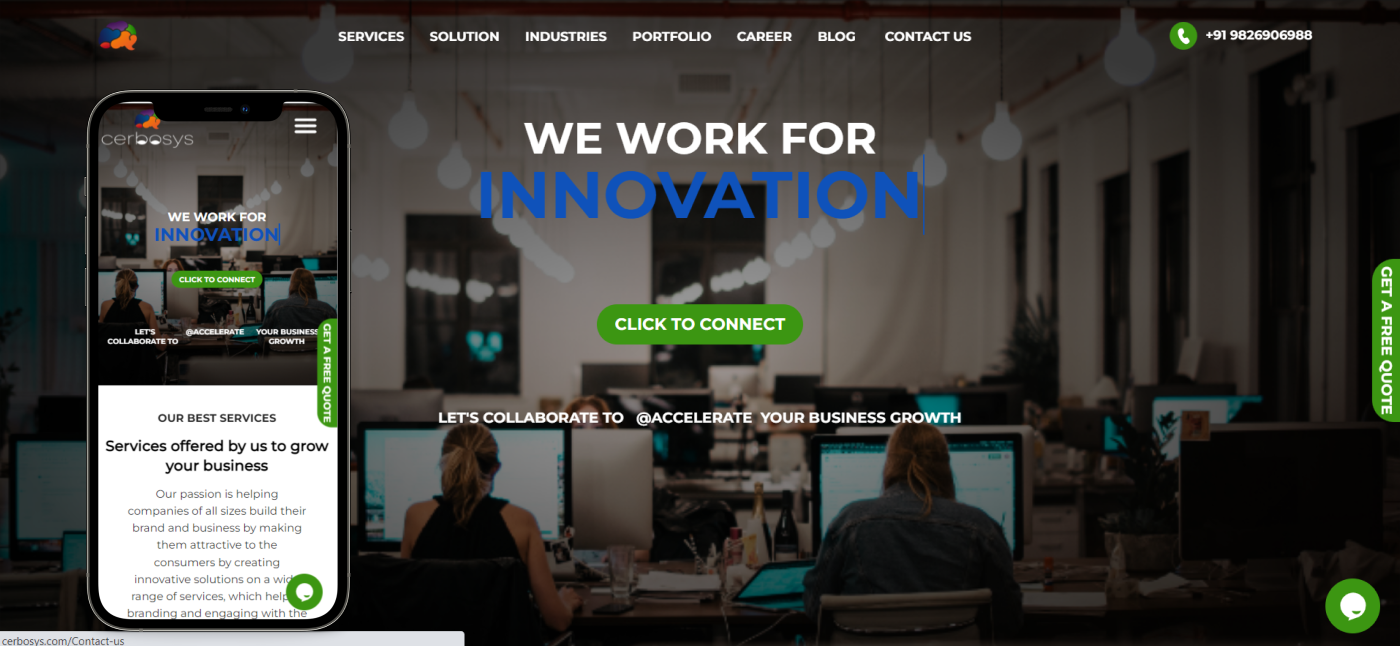 SERVICES SOLUTION INDUSTRIES PORTFOLIO CAREER BLOG CONTACT US
+91 9826906988
WE WORK FOR
INNOVATION
CLICK TO CONNECT
LET'S COLLABORATE TO @ACCELERATE YOUR BUSINESS GROWTH
GET A FREE QUOTE
cerbosys
WE WORK FOR
INNOVATION
CLICK TO CONNECT
LET'S
COLLABORATE TO
@ACCELERATE
YOUR BUSINESS
GROWTH
GET A FREE QUOTE
OUR BEST SERVICES
Services offered by us to grow
your business
Our passion is helping
companies of all sizes build their
brand and business by making
them attractive to the
consumers by creating
innovative solutions on a wid
range of services, which help
branding and engaging with the
cerbosys.com/Contact-us